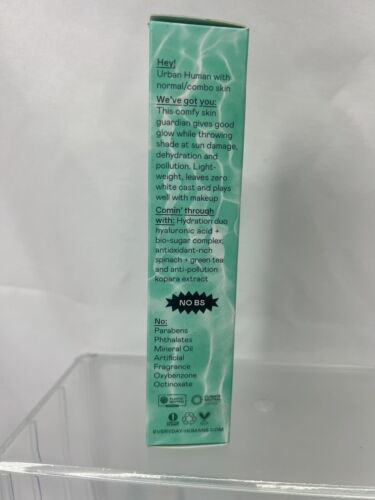 Hey!
Urban Human with
normal/combo skin
We've got you:
This comfy skin
guardian gives good
glow while throwing
shade at sun damage,
dehydration and
pollution. Light-
weight, leaves zero
white cast and plays
well with makeup
Comin' through
with: Hydration duo
hyaluronic acid +
bio-sugar complex,
antioxidant-rich
spinach + green tea
and anti-pollution
kopara extract
NO BS
No:
Parabens
Phthalates
Mineral Oil
Artificial
Fragrance
Oxybenzone
Octinoxate
EVERYDAY-HUMANS.COM